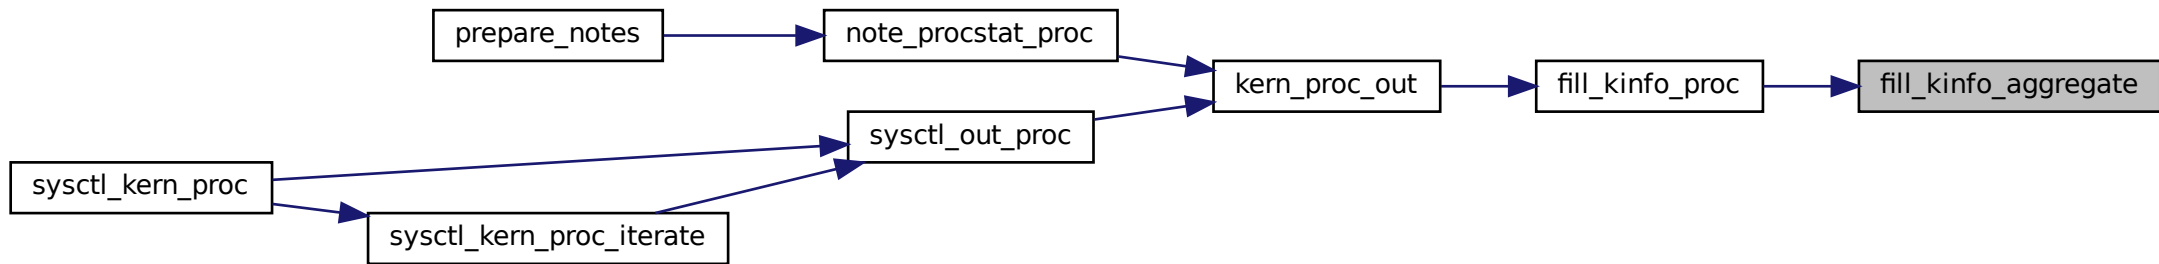 prepare_notes
note_procstat_proc
kern_proc_out
fill_kinfo_proc
fill_kinfo_aggregate
sysctl_out_proc
sysctl_kern_proc
sysctl_kern_proc_iterate